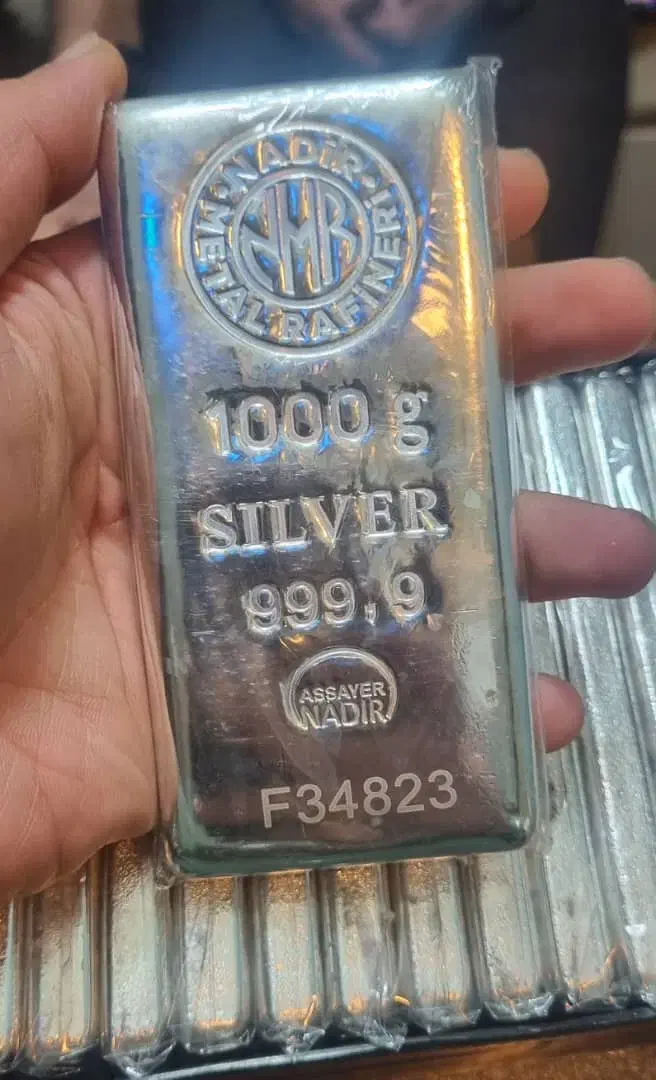 NADİR
METAL RAFİNERİ
NMR
1000 g
SILVER
999,9
ASSAYER
NADIR
F34823